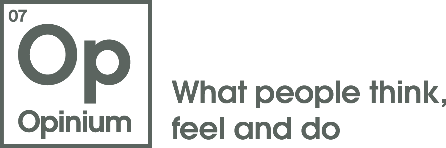 07
Op
Opinium
What people think,
feel and do